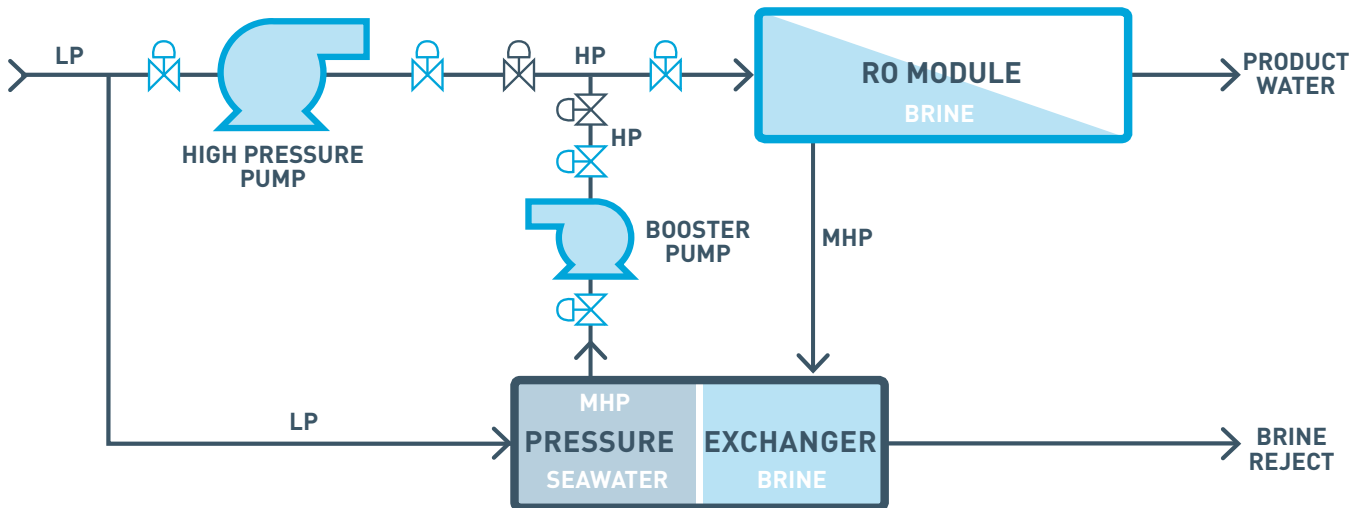 LP
HP
RO MODULE
BRINE
PRODUCT
WATER
HIGH PRESSURE
PUMP
HP
BOOSTER
PUMP
MHP
LP
MHP
PRESSURE
SEAWATER
EXCHANGER
BRINE
BRINE
REJECT